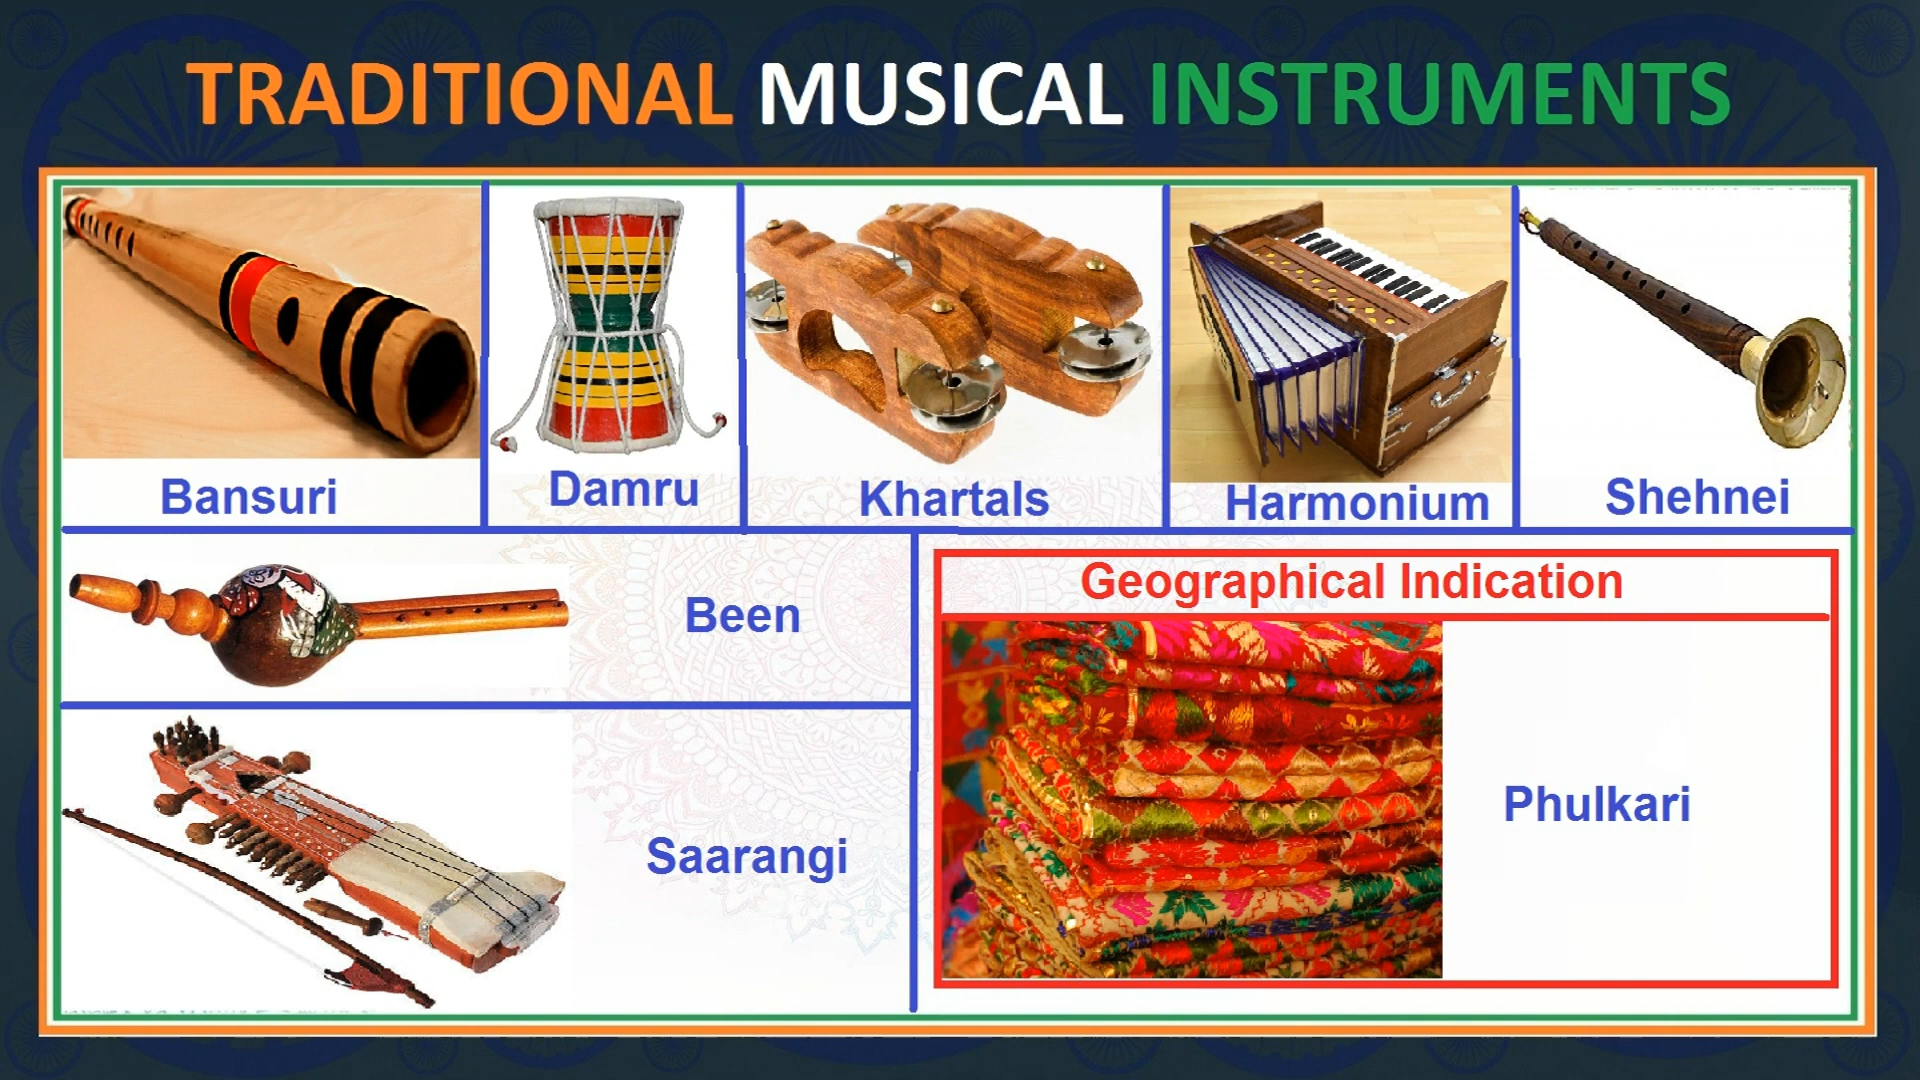 TRADITIONAL MUSICAL INSTRUMENTS
Bansuri
Damru
Khartals
Harmonium
Shehnei
Been
Saarangi
Geographical Indication
Phulkari